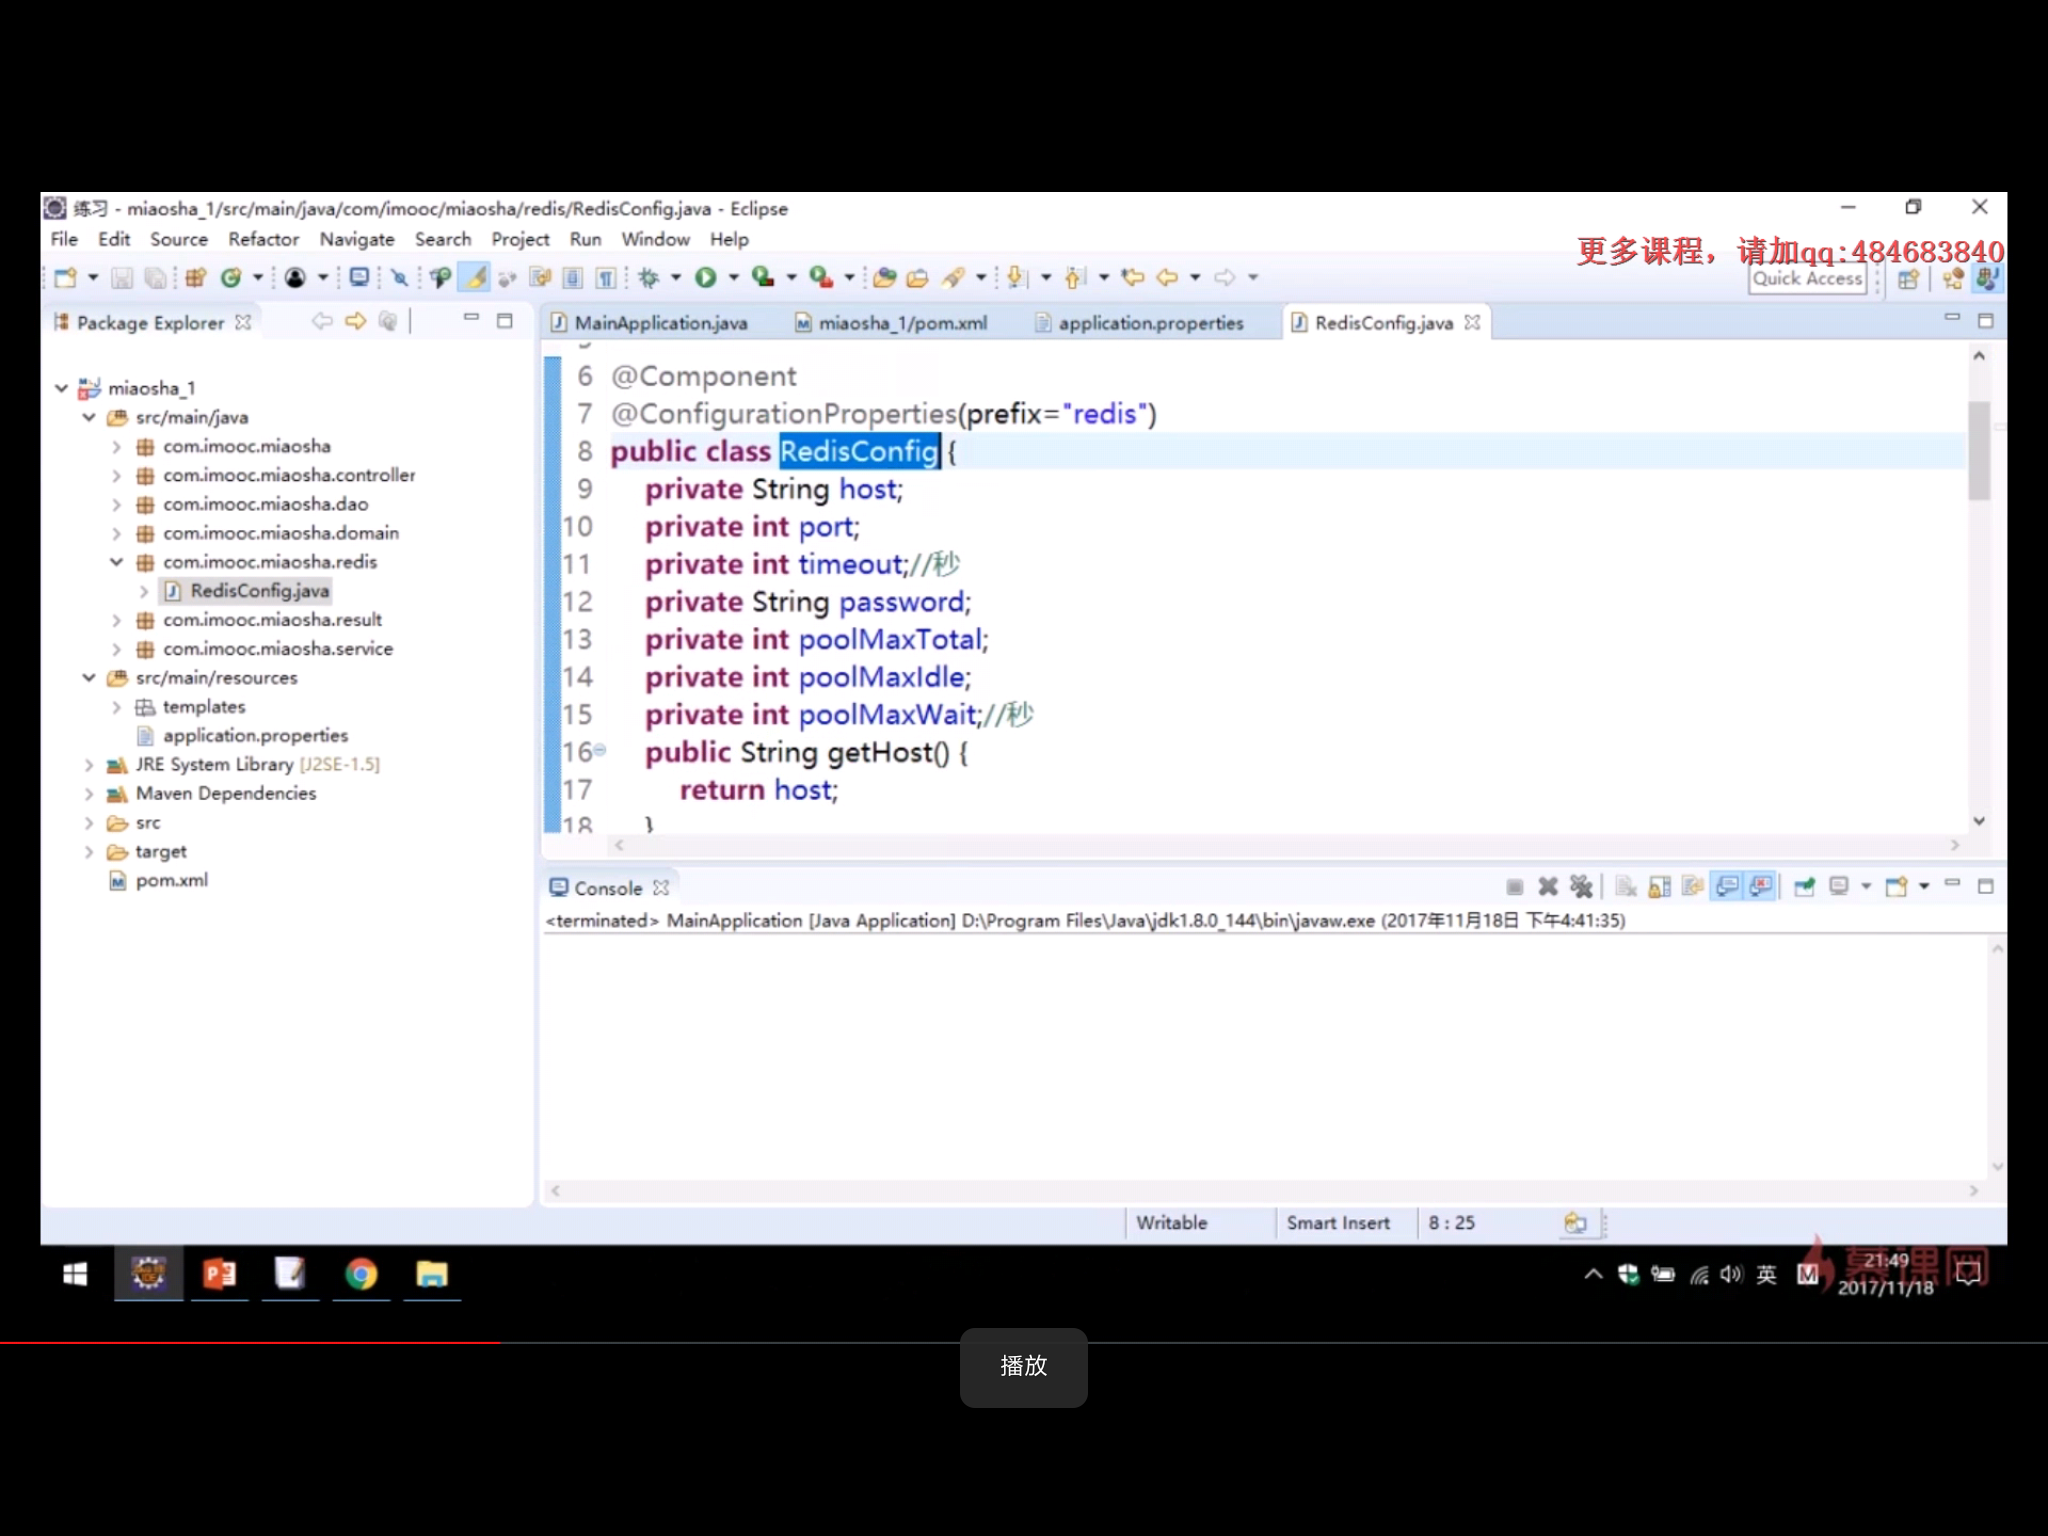 练习 - miaosha_1/src/main/java/com/imooc/miaosha/redis/RedisConfig.java - Eclipse
File Edit Source Refactor Navigate Search Project Run Window Help
更多课程，请加qq:484683840
Quick Access
Package Explorer
MainApplication.java
miaosha_1/pom.xml
application.properties
RedisConfig.java
miaosha_1
src/main/java
com.imooc.miaosha
com.imooc.miaosha.controller
com.imooc.miaosha.dao
com.imooc.miaosha.domain
com.imooc.miaosha.redis
RedisConfig.java
com.imooc.miaosha.result
com.imooc.miaosha.service
src/main/resources
templates
application.properties
JRE System Library [J2SE-1.5]
Maven Dependencies
src
target
pom.xml
6 @Component
7 @ConfigurationProperties(prefix="redis")
8 public class RedisConfig {
9 private String host;
10 private int port;
11 private int timeout;//秒
12 private String password;
13 private int poolMaxTotal;
14 private int poolMaxIdle;
15 private int poolMaxWait;//秒
16 public String getHost() {
17 return host;
18 }
Console
<terminated> MainApplication [Java Application] D:\Program Files\Java\jdk1.8.0_144\bin\javaw.exe (2017年11月18日 下午4:41:35)
Writable
Smart Insert
8 : 25
英
M
慕课网
21:49
2017/11/18
播放